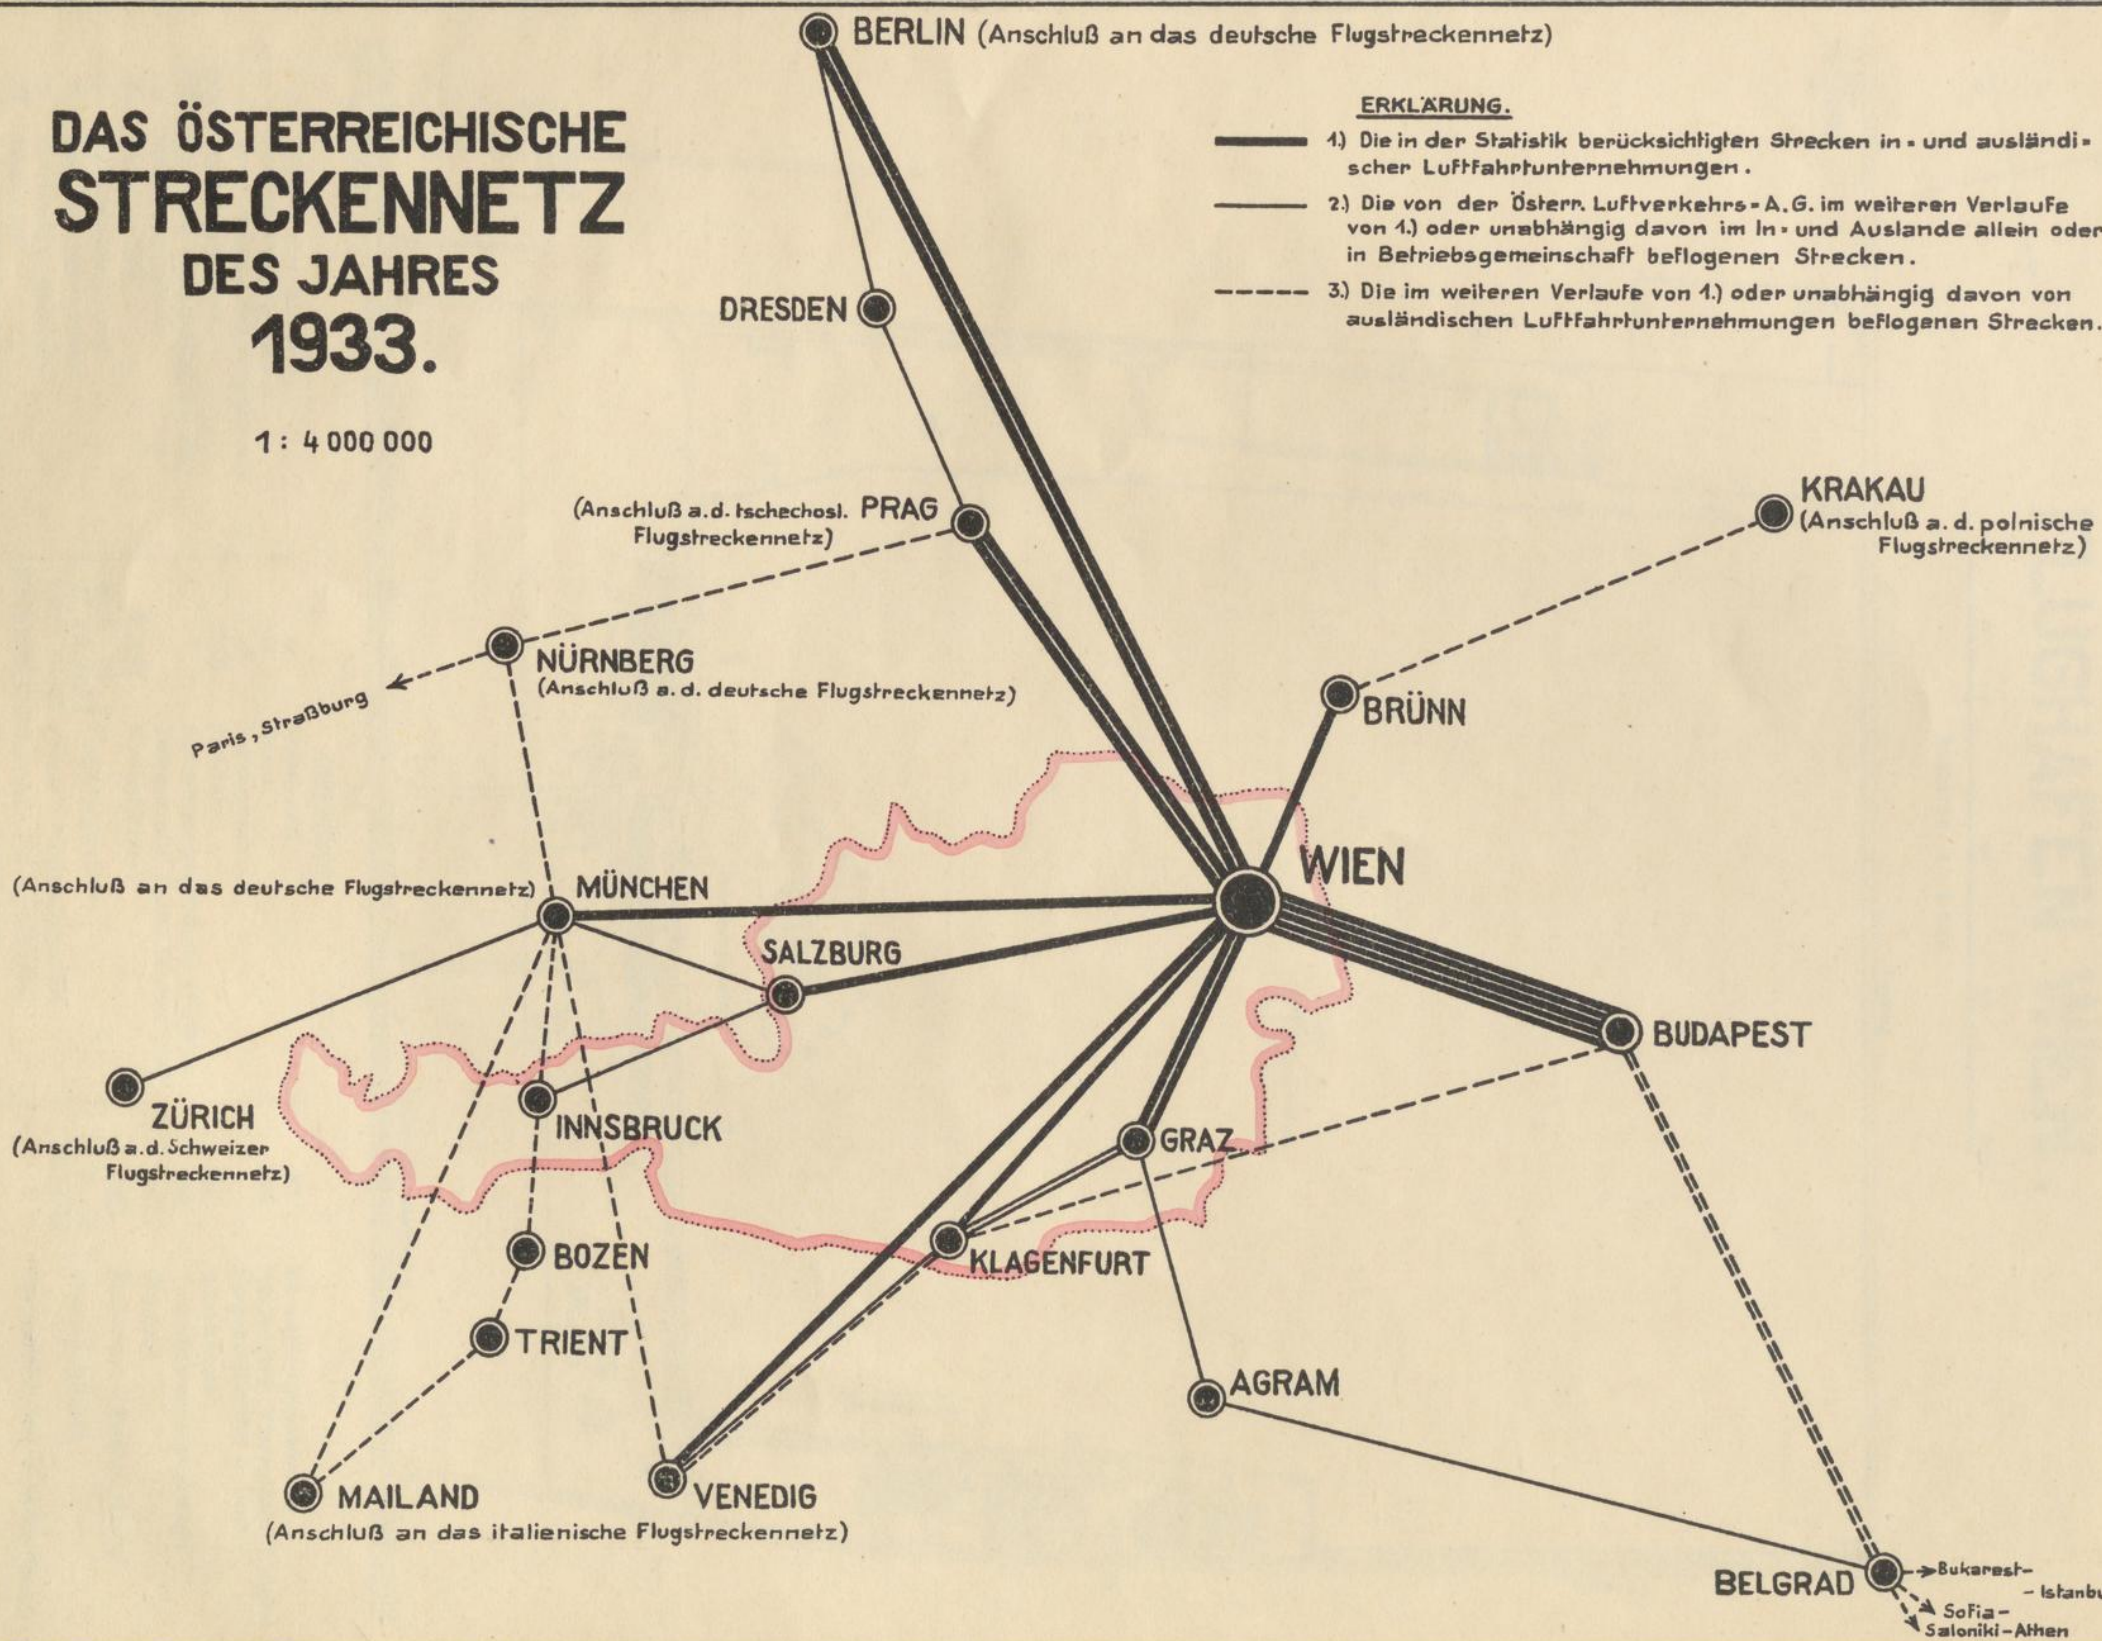 BERLIN (Anschluß an das deutsche Flugstreckennetz)
DAS ÖSTERREICHISCHE
STRECKENNETZ
DES JAHRES
1933.
1: 4 000 000
ERKLÄRUNG.
1.) Die in der Statistik berücksichtigten Strecken in- und ausländi-
scher Luftfahrtunternehmungen.
2.) Die von der Österr. Luftverkehrs-A.G. im weiteren Verlaufe
von 1.) oder unabhängig davon im In- und Auslande allein oder
in Betriebsgemeinschaft beflogenen Strecken.
3.) Die im weiteren Verlaufe von 1.) oder unabhängig davon von
ausländischen Luftfahrtunternehmungen beflogenen Strecken.
DRESDEN
(Anschluß a.d. tschechosl. PRAG
Flugstreckennetz)
KRAKAU
(Anschluß a.d. polnische
Flugstreckennetz)
NÜRNBERG
(Anschluß a.d. deutsche Flugstreckennetz)
Paris, Straßburg
BRÜNN
WIEN
(Anschluß an das deutsche Flugstreckennetz) MÜNCHEN
SALZBURG
BUDAPEST
ZÜRICH
(Anschluß a.d. Schweizer
Flugstreckennetz)
INNSBRUCK
GRAZ
BOZEN
KLAGENFURT
TRIENT
AGRAM
MAILAND
VENEDIG
(Anschluß an das italienische Flugstreckennetz)
BELGRAD
Bukarest-
- Istanbu
Sofia-
Saloniki-Athen